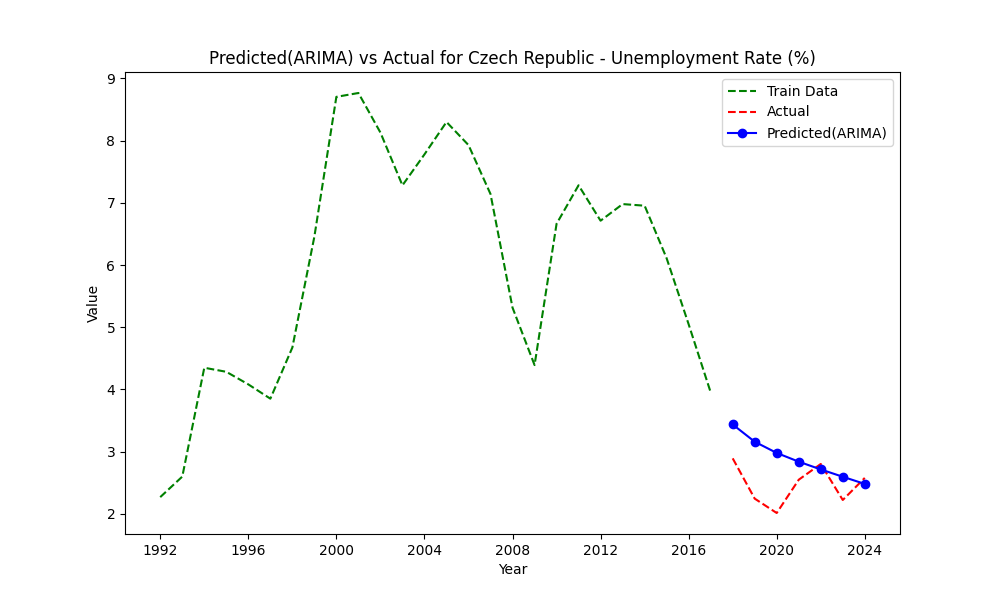 Predicted(ARIMA) vs Actual for Czech Republic - Unemployment Rate (%)
Train Data
Actual
Predicted(ARIMA)
9
8
7
6
5
4
3
2
Value
1992 1996 2000 2004 2008 2012 2016 2020 2024
Year